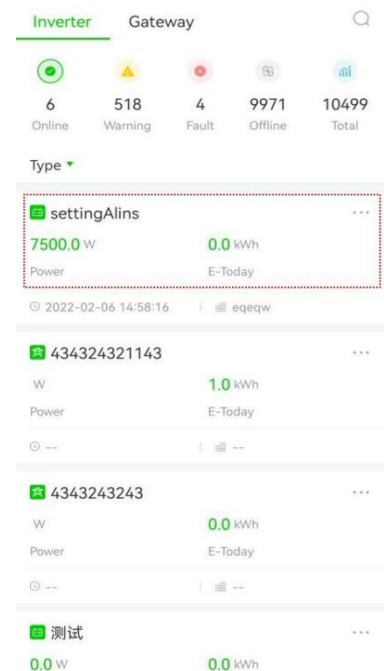 Inverter Gateway
6 518 4 9971 10499
Online Warning Fault Offline Total
Type
settingAlins ...
7500.0 W 0.0 kWh
Power E-Today
2022-02-06 14:58:16 eqeqw
434324321143 ...
W 1.0 kWh
Power E-Today
-- --
4343243243 ...
W 0.0 kWh
Power E-Today
-- --
测试 ...
0.0 W 0.0 kWh